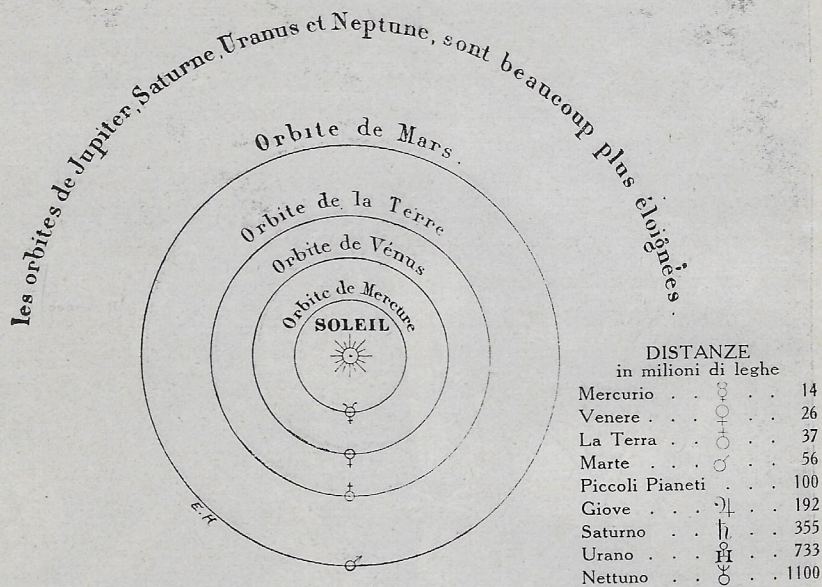 Les orbites de Jupiter, Saturne, Uranus et Neptune, sont beaucoup plus éloignées.
Orbite de Mars.
Orbite de la Terre
Orbite de Vénus
Orbite de Mercure
SOLEIL
☿
♀
♁
♂
E.H
DISTANZE
in milioni di leghe
Mercurio . . ☿ . . 14
Venere . . ♀ . . 26
La Terra . . ♁ . . 37
Marte . . . ♂ . . 56
Piccoli Pianeti . . . 100
Giove . . . ♃ . . 192
Saturno . . ♄ . . 355
Urano . . . ♅ . . 733
Nettuno . . ♆ . . 1100